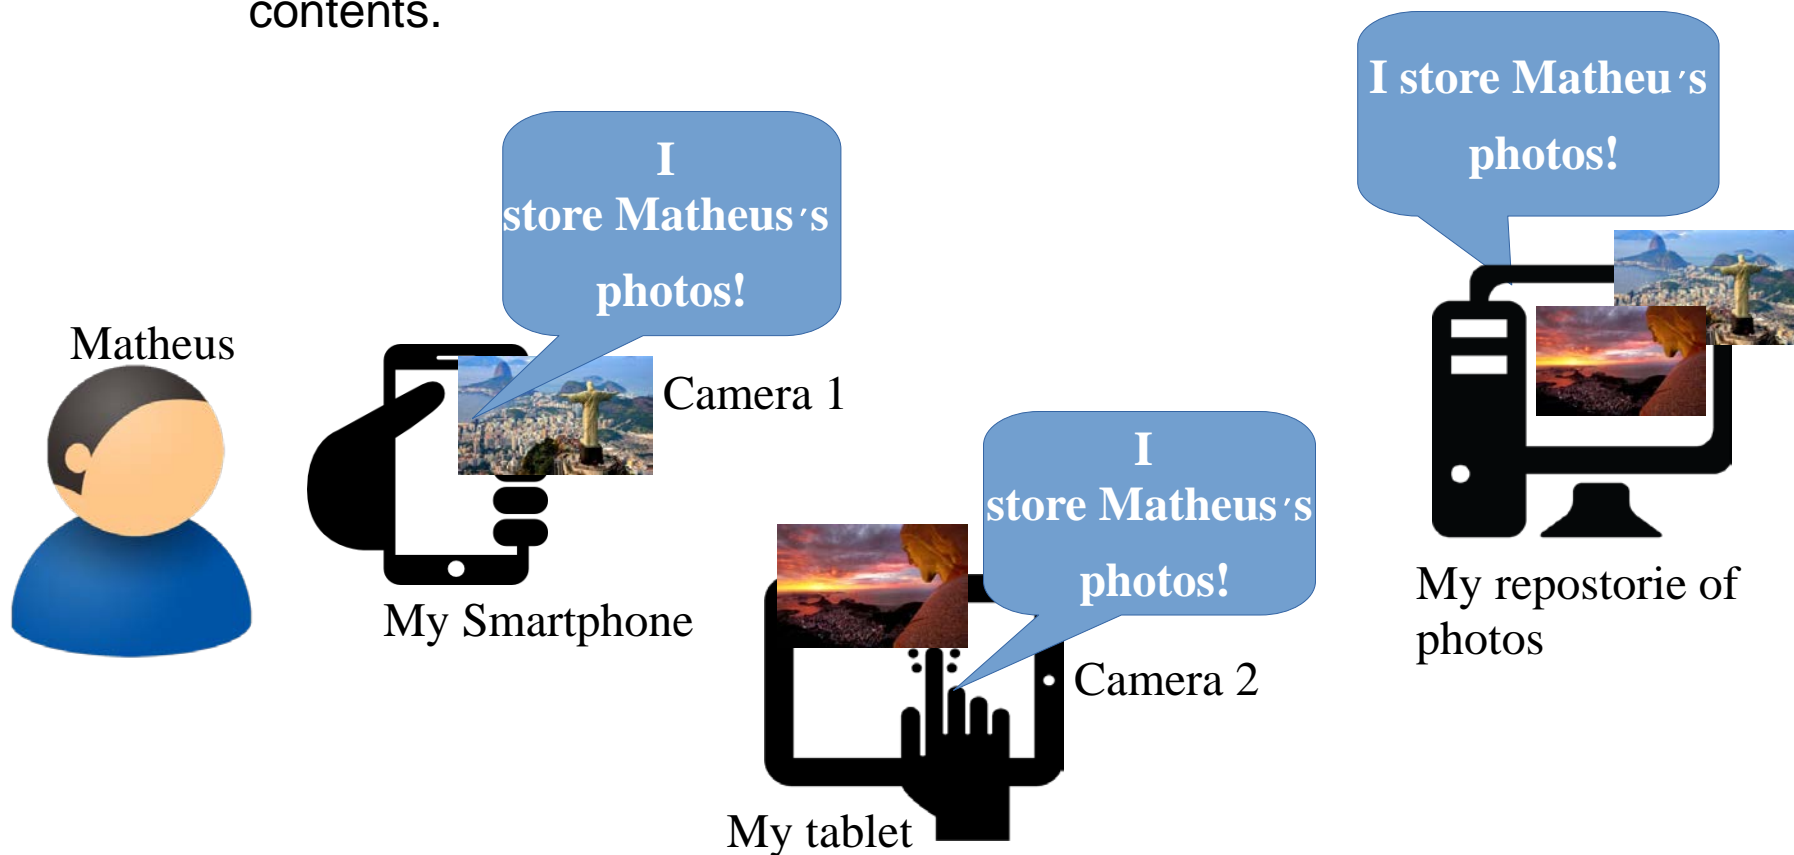 contents.
I store Matheu's
photos!
I
store Matheus's
photos!
Matheus
Camera 1
I
store Matheus's
photos!
My Smartphone
My repostorie of
photos
Camera 2
My tablet